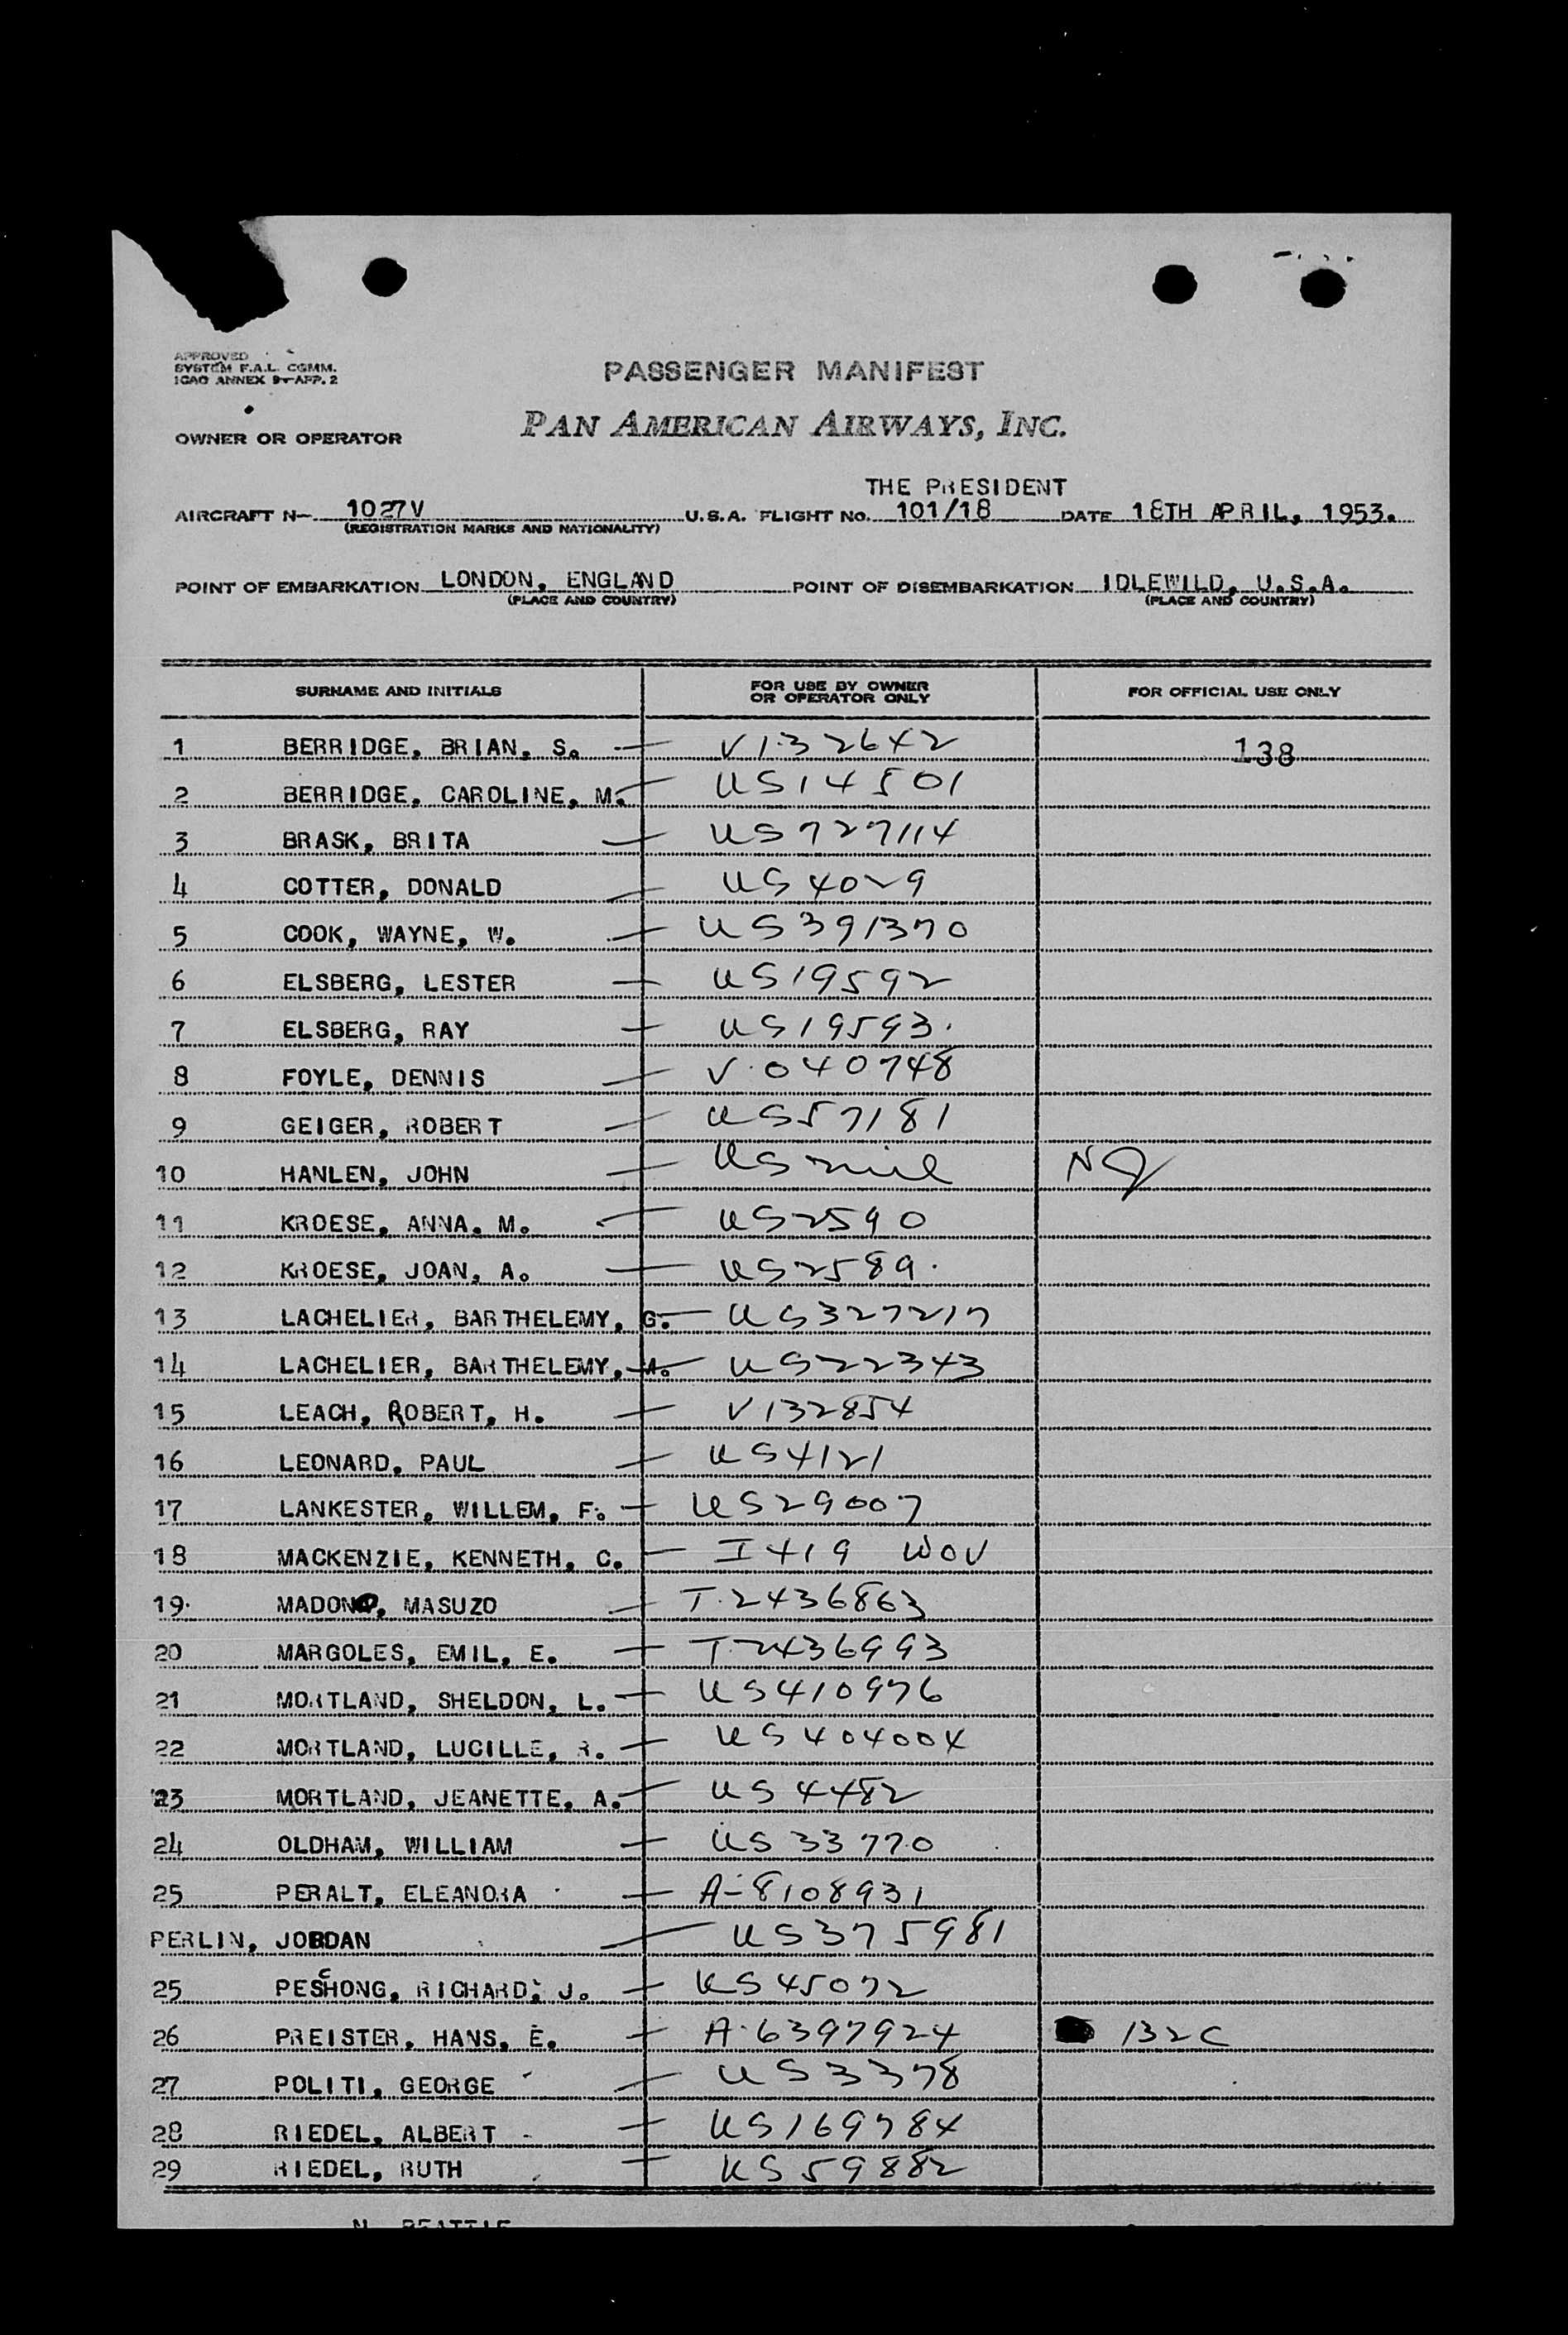 APPROVED
SYSTEM F.A.L. COMM.
ICAO ANNEX 9-APP. 2
PASSENGER MANIFEST
OWNER OR OPERATOR PAN AMERICAN AIRWAYS, INC.
THE PRESIDENT
AIRCRAFT N- 1027V U.S.A. FLIGHT NO. 101/18 DATE 18TH APRIL, 1953.
(REGISTRATION MARKS AND NATIONALITY)
POINT OF EMBARKATION LONDON, ENGLAND POINT OF DISEMBARKATION IDLEWILD, U.S.A.
(PLACE AND COUNTRY) (PLACE AND COUNTRY)
SURNAME AND INITIALS FOR USE BY OWNER OR OPERATOR ONLY FOR OFFICIAL USE ONLY
1 BERRIDGE, BRIAN, S. — V132642 138
2 BERRIDGE, CAROLINE, M. — US14501
3 BRASK, BRITA — US727114
4 COTTER, DONALD — US4029
5 COOK, WAYNE, W. — US391370
6 ELSBERG, LESTER — US19592
7 ELSBERG, RAY — US19593.
8 FOYLE, DENNIS — V.040748
9 GEIGER, ROBERT — US57181
10 HANLEN, JOHN — US
11 KROESE, ANNA, M. — US2590
12 KROESE, JOAN, A. — US2589.
13 LACHELIER, BARTHELEMY, G. — US327217
14 LACHELIER, BARTHELEMY, M. — US22343
15 LEACH, ROBERT, H. — V132854
16 LEONARD, PAUL — US4121
17 LANKESTER, WILLEM, F. — US29007
18 MACKENZIE, KENNETH, C. — I419 WOV
19. MADONO, MASUZO — T.2436863
20 MARGOLES, EMIL, E. — T.2436993
21 MORTLAND, SHELDON, L. — US410976
22 MORTLAND, LUCILLE, R. — US404004
23 MORTLAND, JEANETTE, A. — US4482
24 OLDHAM, WILLIAM — US33770
25 PERALT, ELEANORA — A-8108931
PERLIN, JORDAN — US375981
25 PESCHONG, RICHARD, J. — US45072
26 PREISTER, HANS, E. — A.6397924 132C
27 POLITI, GEORGE — US3378
28 RIEDEL, ALBERT — US169784
29 RIEDEL, RUTH — US59882
N. BEATTIE